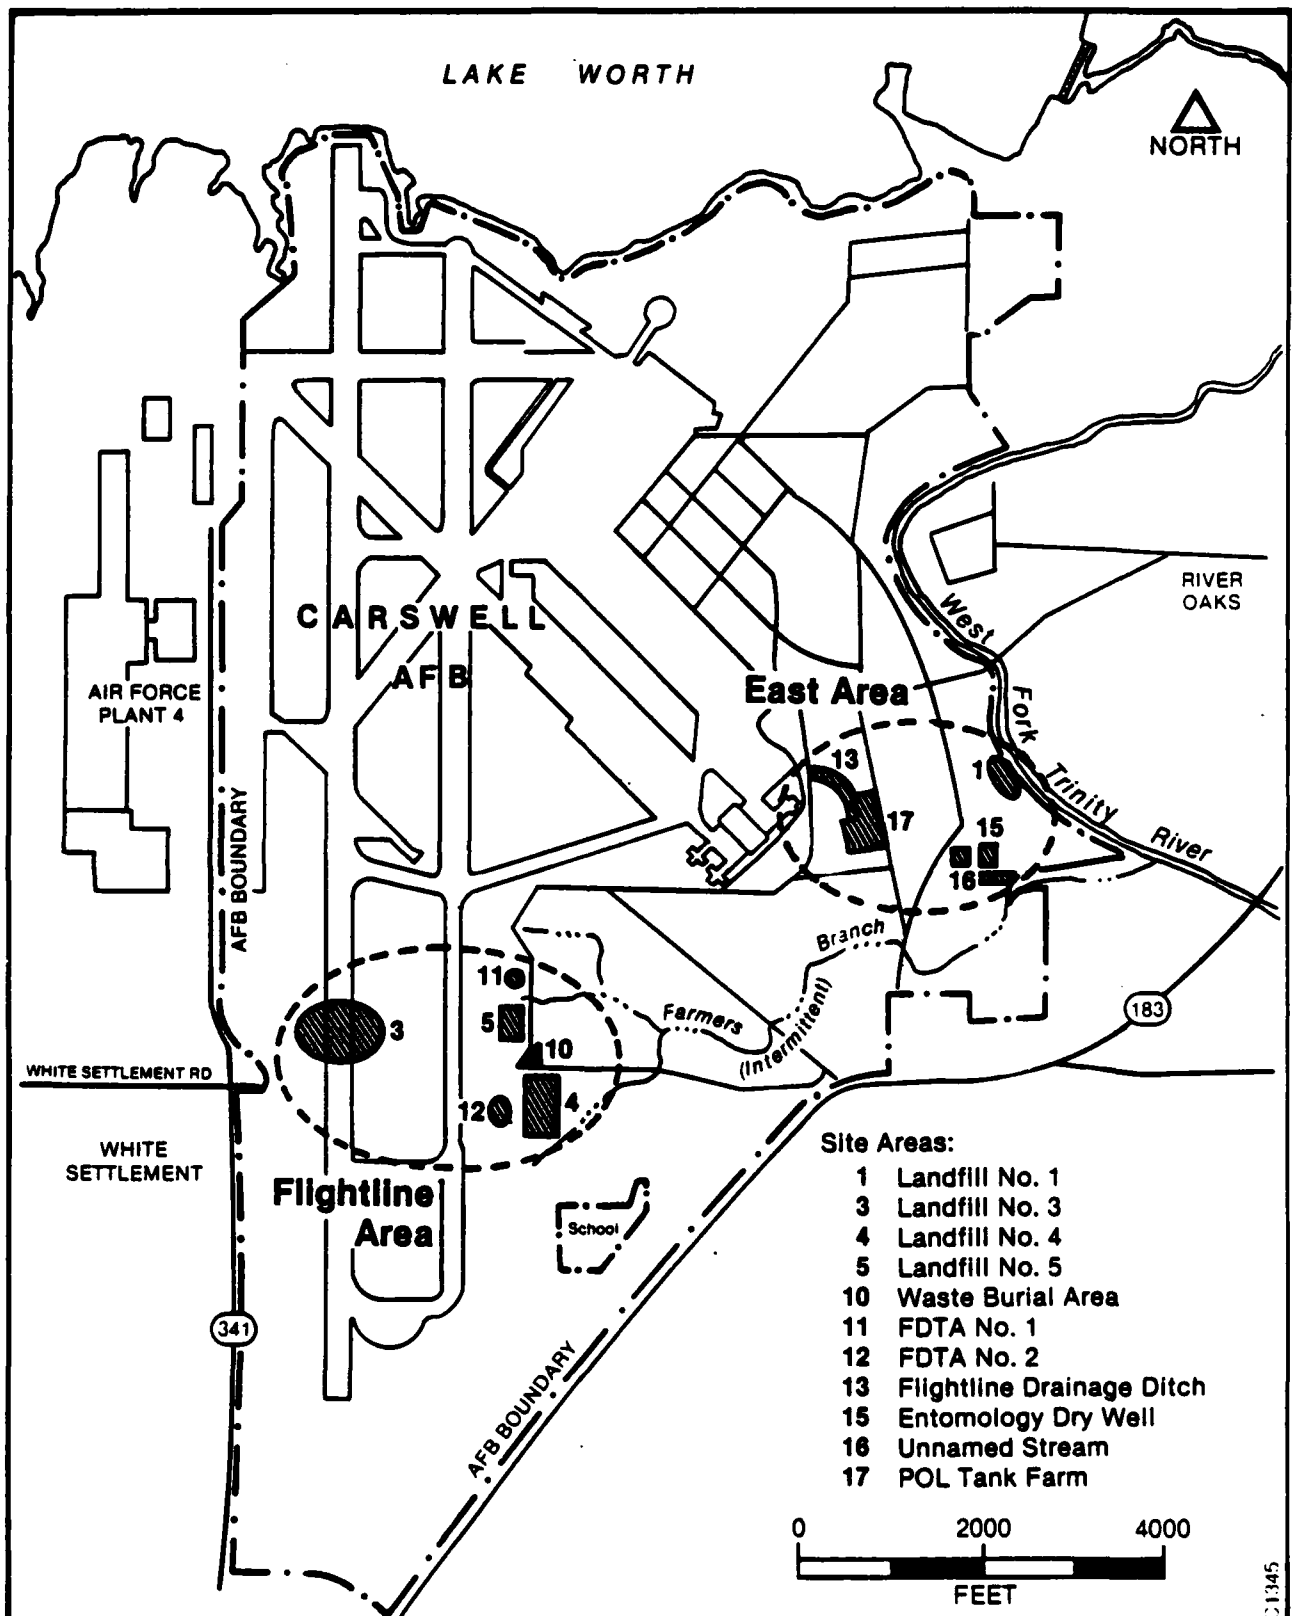 LAKE WORTH
NORTH
RIVER
OAKS
CARSWELL
AFB
West
Fork
Trinity
River
AIR FORCE
PLANT 4
East Area
13
1
17
15
16
AFB BOUNDARY
Branch
Farmers
(Intermittent)
183
11
5
3
10
12
4
WHITE SETTLEMENT RD
WHITE
SETTLEMENT
Flightline
Area
School
341
AFB BOUNDARY
Site Areas:
1 Landfill No. 1
3 Landfill No. 3
4 Landfill No. 4
5 Landfill No. 5
10 Waste Burial Area
11 FDTA No. 1
12 FDTA No. 2
13 Flightline Drainage Ditch
15 Entomology Dry Well
16 Unnamed Stream
17 POL Tank Farm
0 2000 4000
FEET